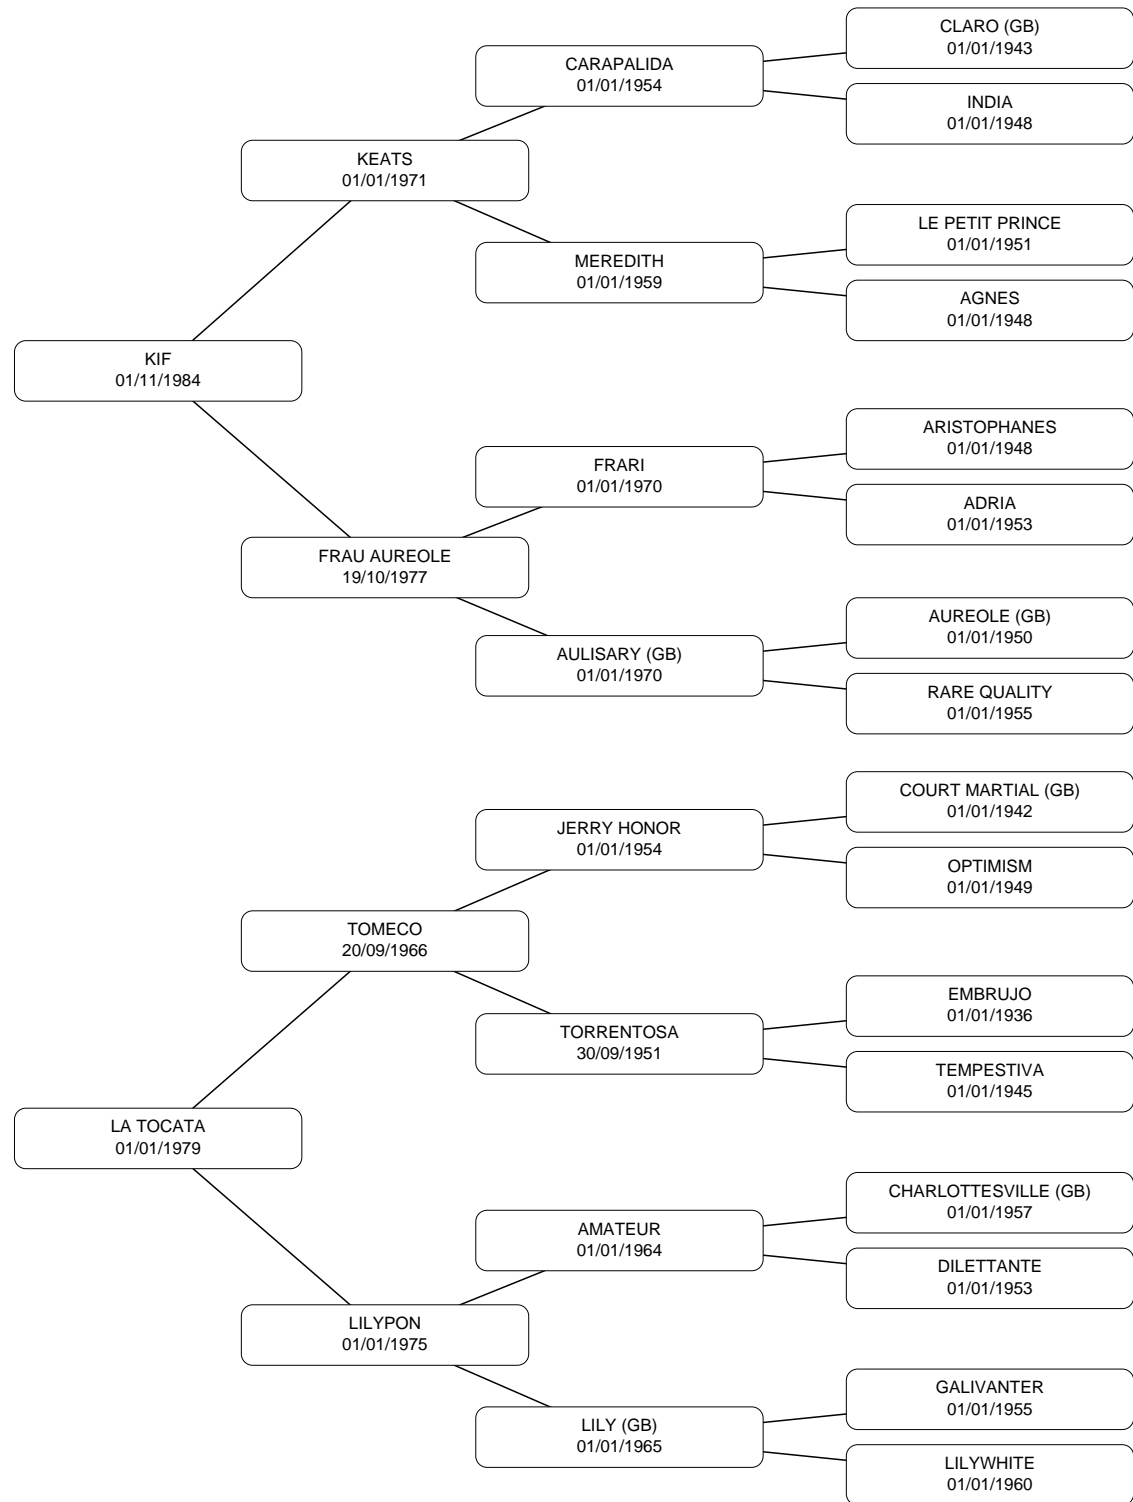 CLARO (GB)
01/01/1943
CARAPALIDA
01/01/1954
INDIA
01/01/1948
KEATS
01/01/1971
LE PETIT PRINCE
01/01/1951
MEREDITH
01/01/1959
AGNES
01/01/1948
KIF
01/11/1984
ARISTOPHANES
01/01/1948
FRARI
01/01/1970
ADRIA
01/01/1953
FRAU AUREOLE
19/10/1977
AUREOLE (GB)
01/01/1950
AULISARY (GB)
01/01/1970
RARE QUALITY
01/01/1955
COURT MARTIAL (GB)
01/01/1942
JERRY HONOR
01/01/1954
OPTIMISM
01/01/1949
TOMECO
20/09/1966
EMBRUJO
01/01/1936
TORRENTOSA
30/09/1951
TEMPESTIVA
01/01/1945
LA TOCATA
01/01/1979
CHARLOTTESVILLE (GB)
01/01/1957
AMATEUR
01/01/1964
DILETTANTE
01/01/1953
LILYPON
01/01/1975
GALIVANTER
01/01/1955
LILY (GB)
01/01/1965
LILYWHITE
01/01/1960